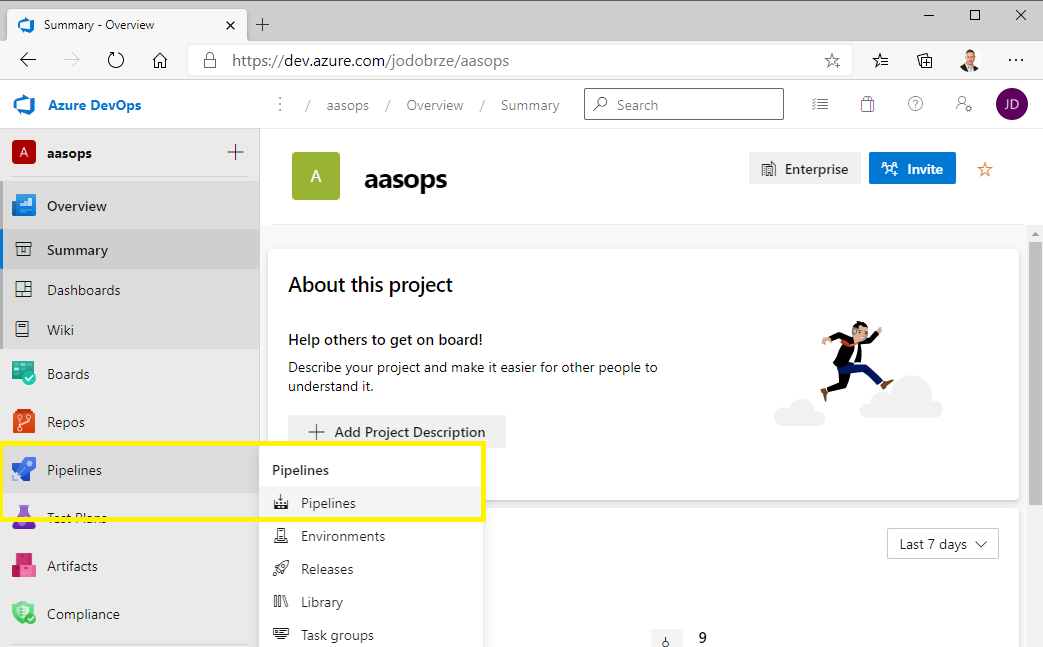 Summary - Overview
https://dev.azure.com/jodobrze/aasops
Azure DevOps
/ aasops / Overview / Summary
Search
JD
A aasops
Overview
Summary
Dashboards
Wiki
Boards
Repos
Pipelines
Test Plans
Artifacts
Compliance
Pipelines
Pipelines
Environments
Releases
Library
Task groups
A aasops
Enterprise
Invite
About this project
Help others to get on board!
Describe your project and make it easier for other people to
understand it.
Add Project Description
Last 7 days
9